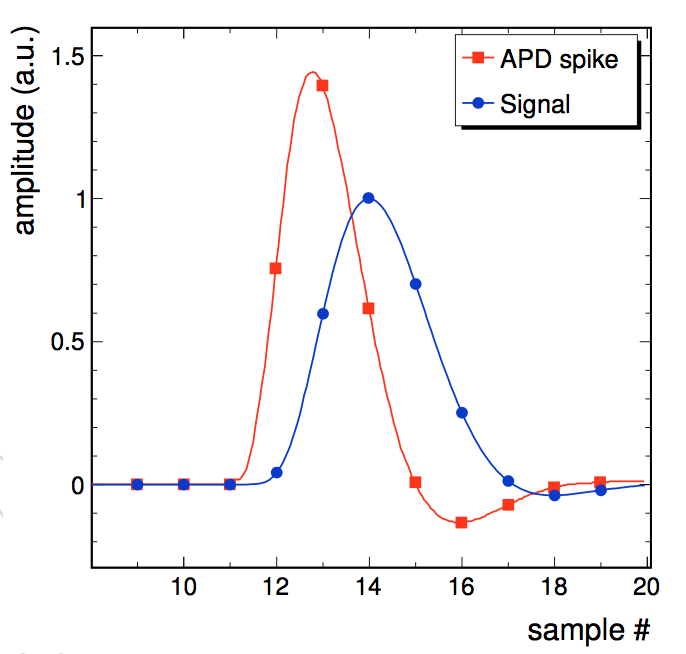 amplitude (a.u.)
1.5
1
0.5
0
APD spike
Signal
10 12 14 16 18 20
sample #